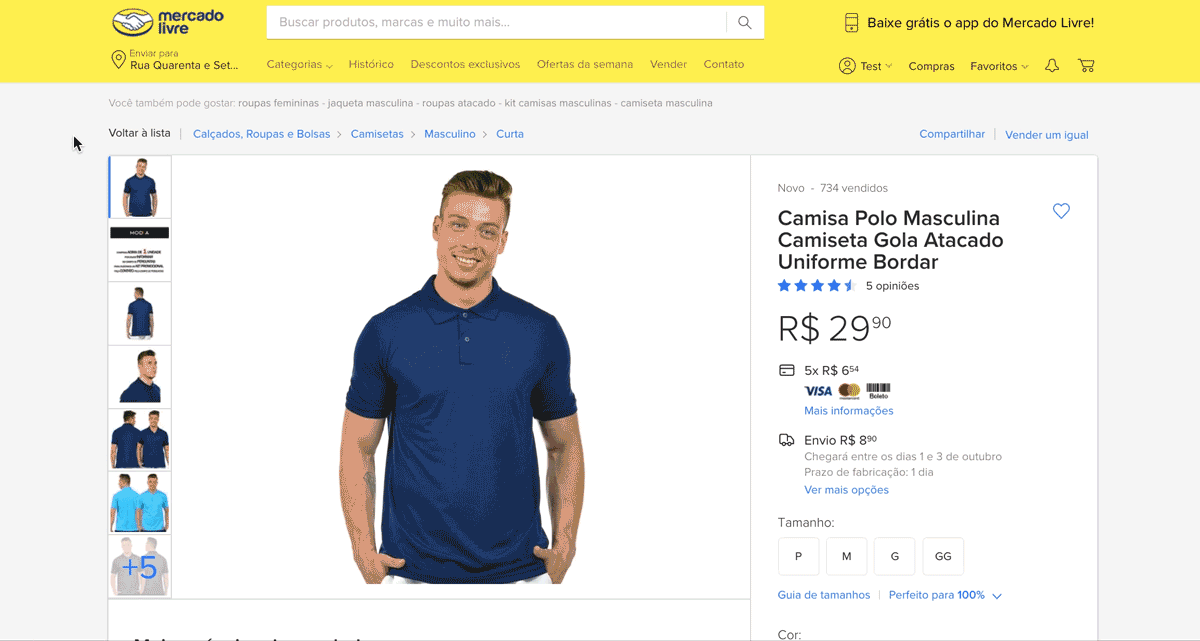 mercado
livre
Buscar produtos, marcas e muito mais...
Baixe grátis o app do Mercado Livre!
Enviar para
Rua Quarenta e Set...
Categorias
Histórico
Descontos exclusivos
Ofertas da semana
Vender
Contato
Test
Compras
Favoritos
Você também pode gostar: roupas femininas - jaqueta masculina - roupas atacado - kit camisas masculinas - camiseta masculina
Voltar à lista
Calçados, Roupas e Bolsas > Camisetas > Masculino > Curta
Compartilhar
Vender um igual
MOD A
+5
Novo - 734 vendidos
Camisa Polo Masculina
Camiseta Gola Atacado
Uniforme Bordar
5 opiniões
R$ 29 90
5x R$ 6 54
VISA
Boleto
Mais informações
Envio R$ 8 90
Chegará entre os dias 1 e 3 de outubro
Prazo de fabricação: 1 dia
Ver mais opções
Tamanho:
P
M
G
GG
Guia de tamanhos
Perfeito para 100%
Cor: